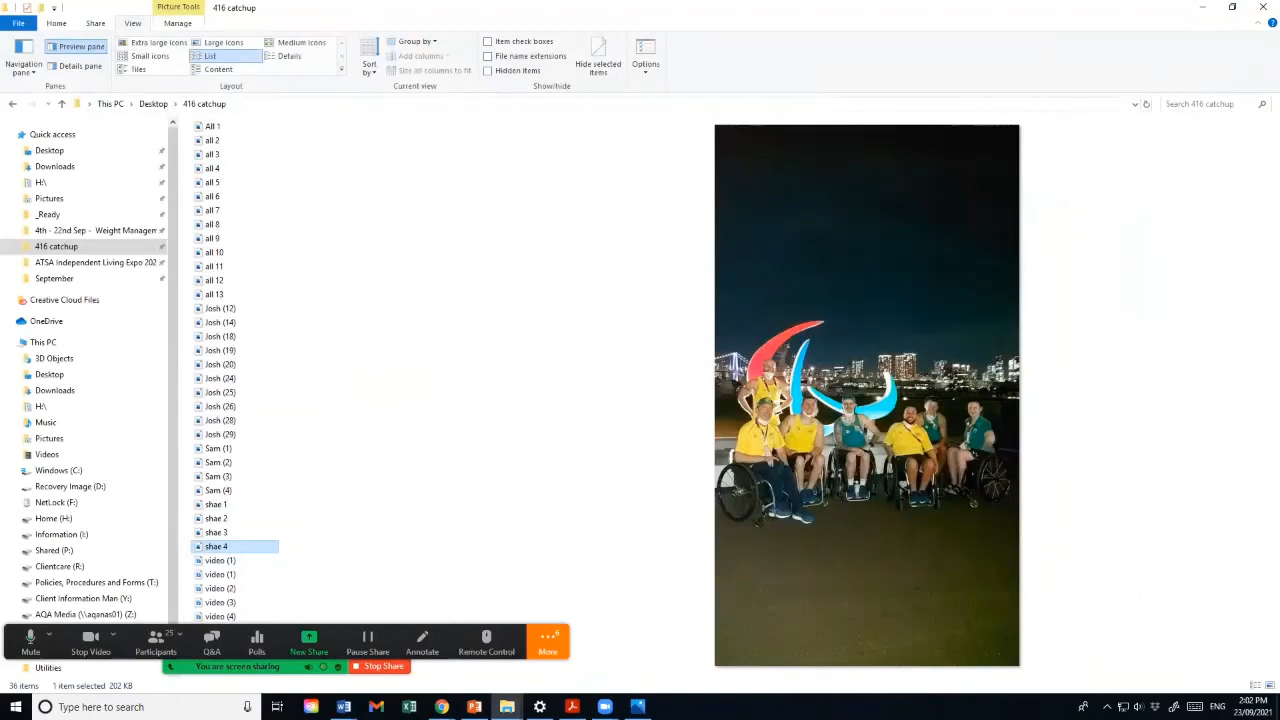 Picture Tools 416 catchup
File Home Share View Manage
Navigation pane
Preview pane
Details pane
Panes
Extra large icons Large icons Medium icons
Small icons List Details
Tiles Content
Layout
Sort by
Group by
Add columns
Size all columns to fit
Current view
Item check boxes
File name extensions
Hidden items
Hide selected items
Show/hide
Options
This PC > Desktop > 416 catchup
Search 416 catchup
Quick access
Desktop
Downloads
H:\
Pictures
_Ready
4th - 22nd Sep - Weight Managem
416 catchup
ATSA Independent Living Expo 202
September
Creative Cloud Files
OneDrive
This PC
3D Objects
Desktop
Downloads
H:\
Music
Pictures
Videos
Windows (C:)
Recovery Image (D:)
NetLock (F:)
Home (H:)
Information (I:)
Shared (P:)
Clientcare (R:)
Policies, Procedures and Forms (T:)
Client Information Man (Y:)
AQA Media (\\aqanas01) (Z:)
Utilities
All 1
all 2
all 3
all 4
all 5
all 6
all 7
all 8
all 9
all 10
all 11
all 12
all 13
Josh (12)
Josh (14)
Josh (18)
Josh (19)
Josh (20)
Josh (24)
Josh (25)
Josh (26)
Josh (28)
Josh (29)
Sam (1)
Sam (2)
Sam (3)
Sam (4)
shae 1
shae 2
shae 3
shae 4
video (1)
video (1)
video (2)
video (3)
video (4)
25
6
Mute Stop Video Participants Q&A Polls New Share Pause Share Annotate Remote Control More
You are screen sharing Stop Share
36 items 1 item selected 202 KB
Type here to search
ENG
2:02 PM
23/09/2021